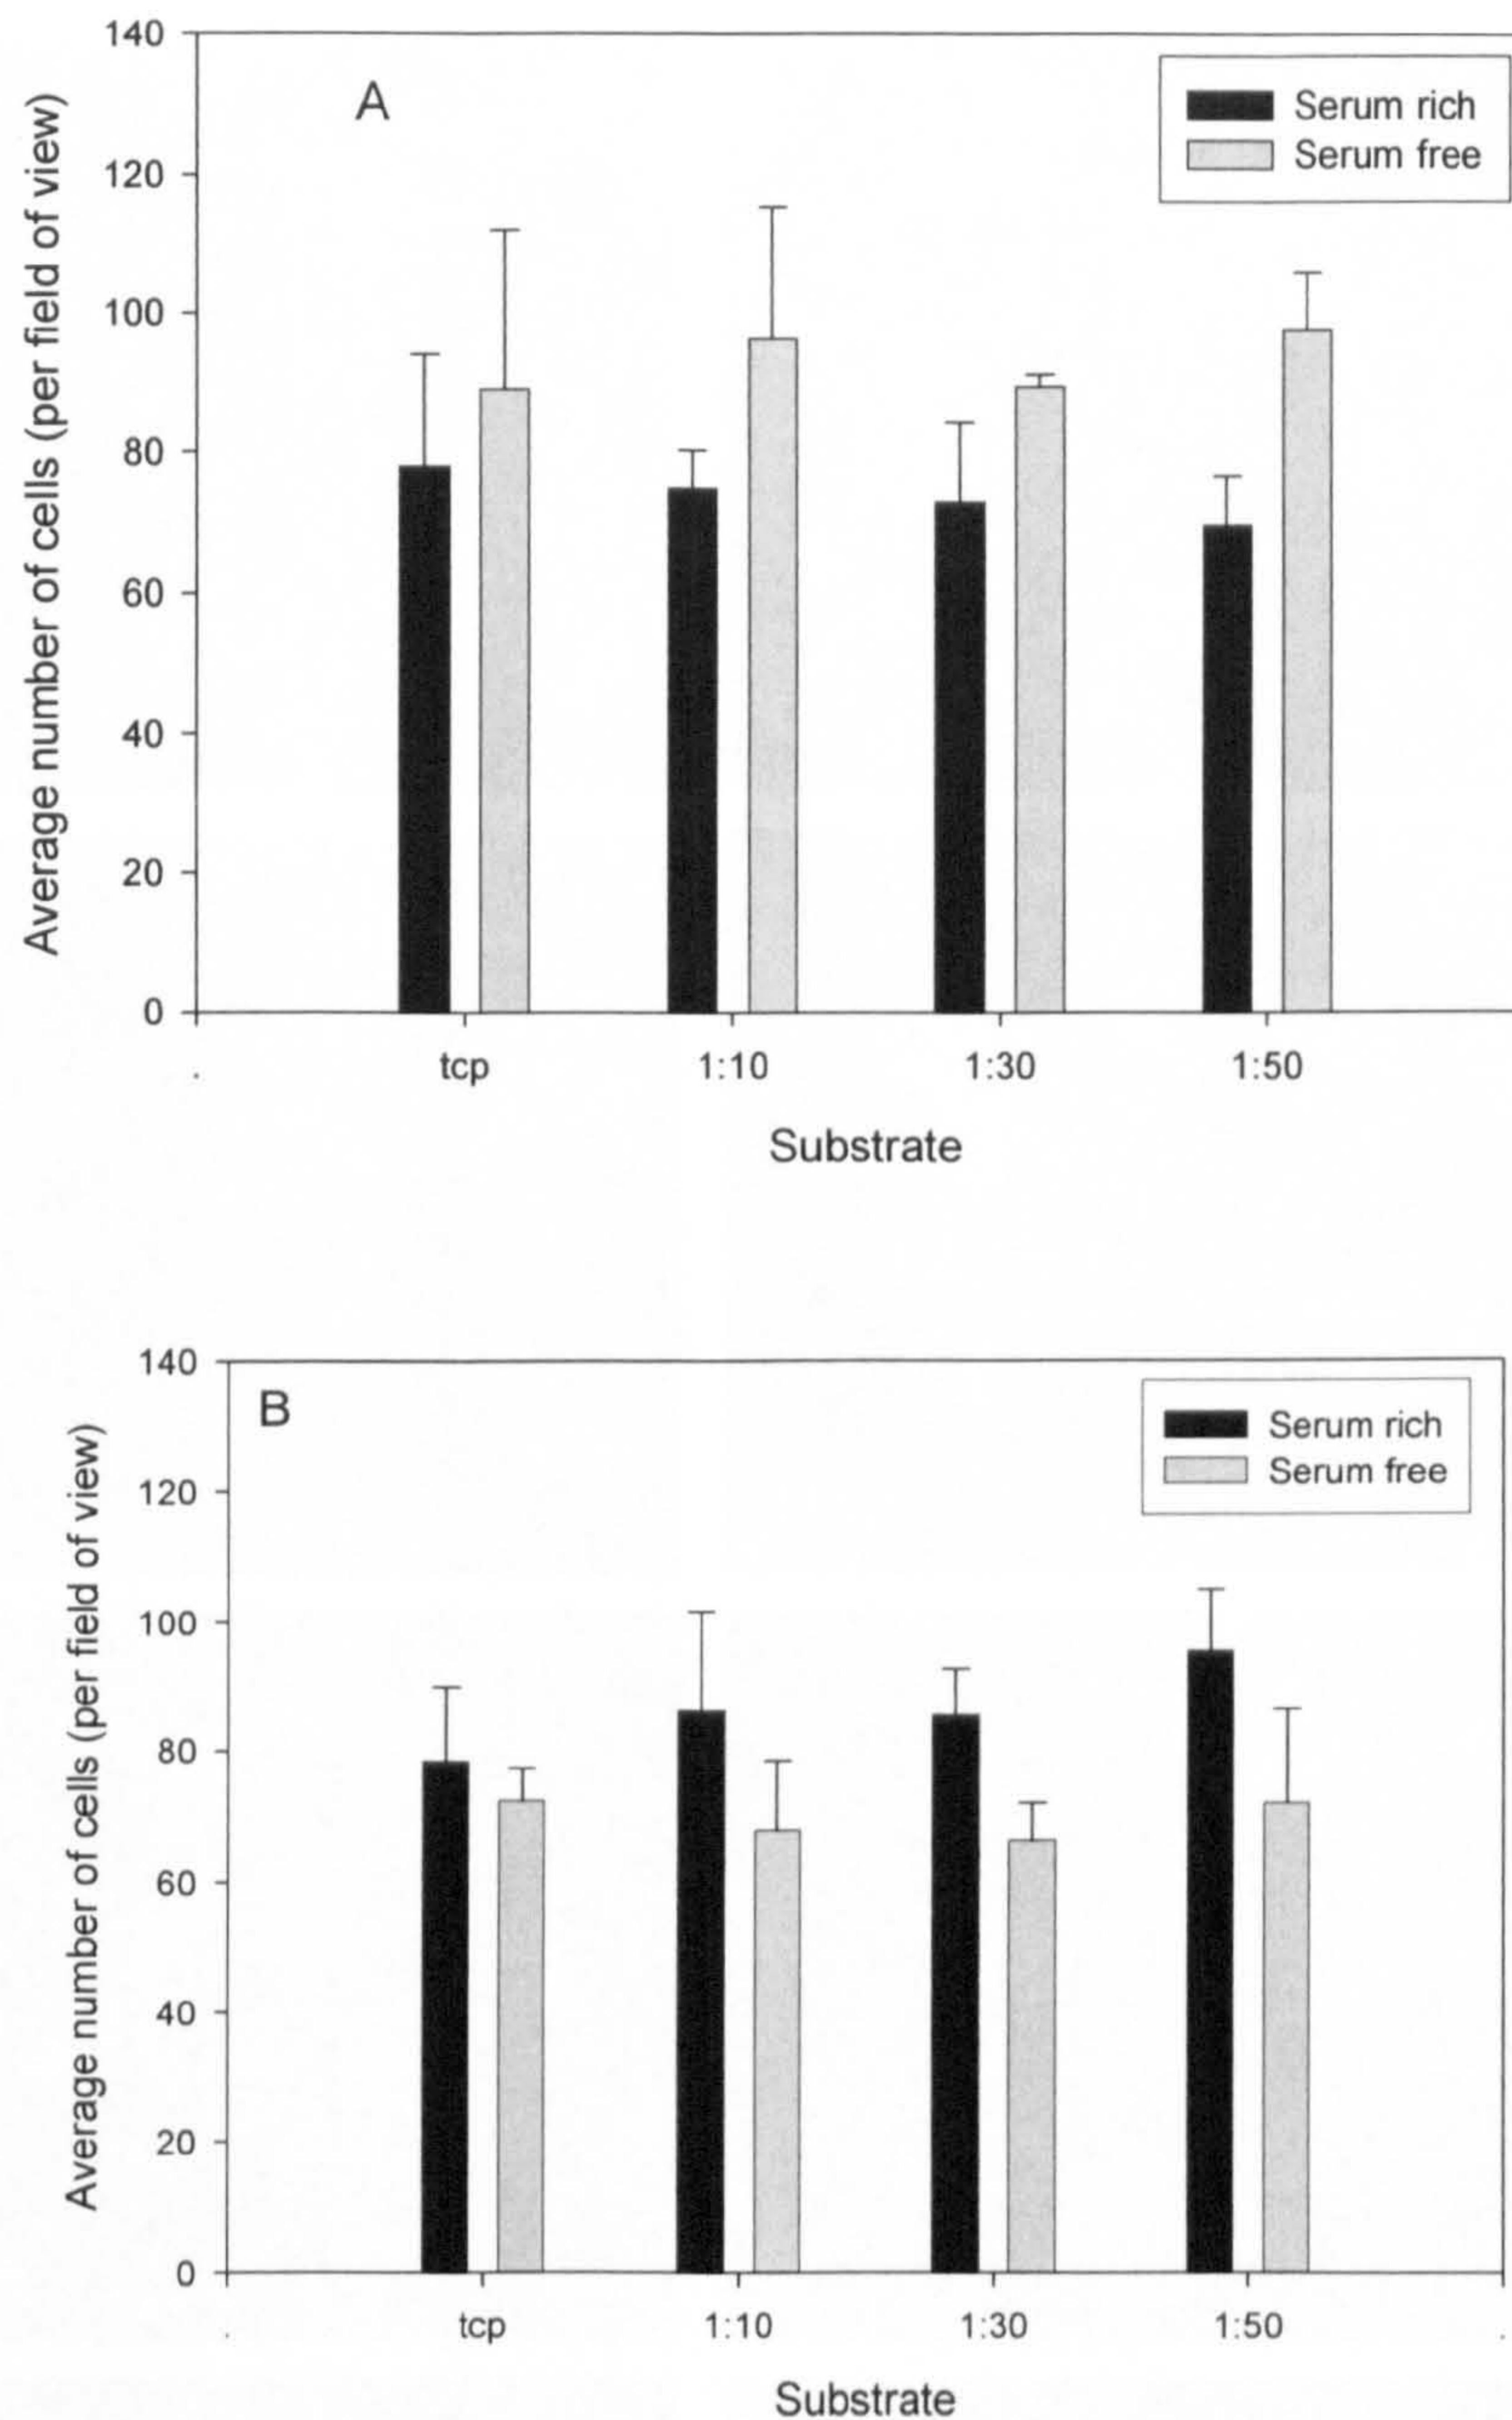 A
Serum rich
Serum free
Average number of cells (per field of view)
140
120
100
80
60
40
20
0
. tcp 1:10 1:30 1:50
Substrate
B
Serum rich
Serum free
Average number of cells (per field of view)
140
120
100
80
60
40
20
0
. tcp 1:10 1:30 1:50 .
Substrate